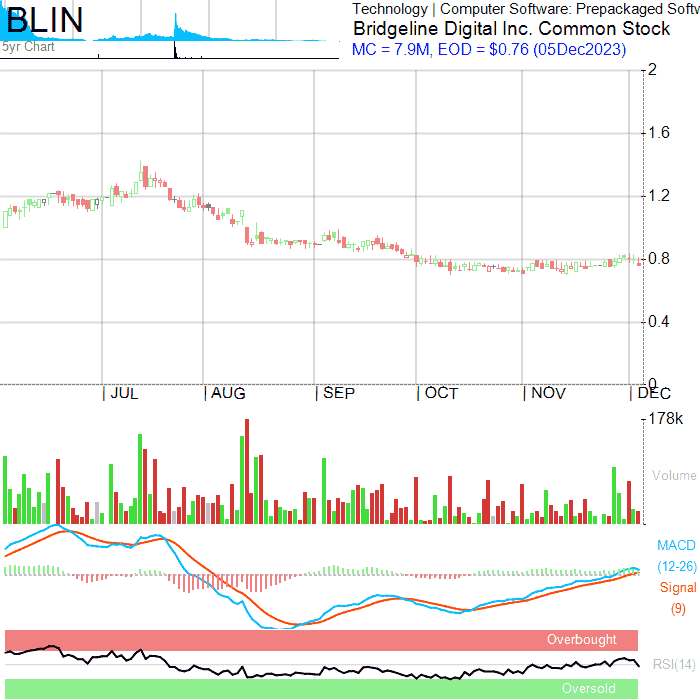 BLIN
5yr Chart
Technology | Computer Software: Prepackaged Softw
Bridgeline Digital Inc. Common Stock
MC = 7.9M, EOD = $0.76 (05Dec2023)
2
1.6
1.2
0.8
0.4
0
JUL
AUG
SEP
OCT
NOV
DEC
178k
Volume
MACD
(12-26)
Signal
(9)
Overbought
RSI(14)
Oversold